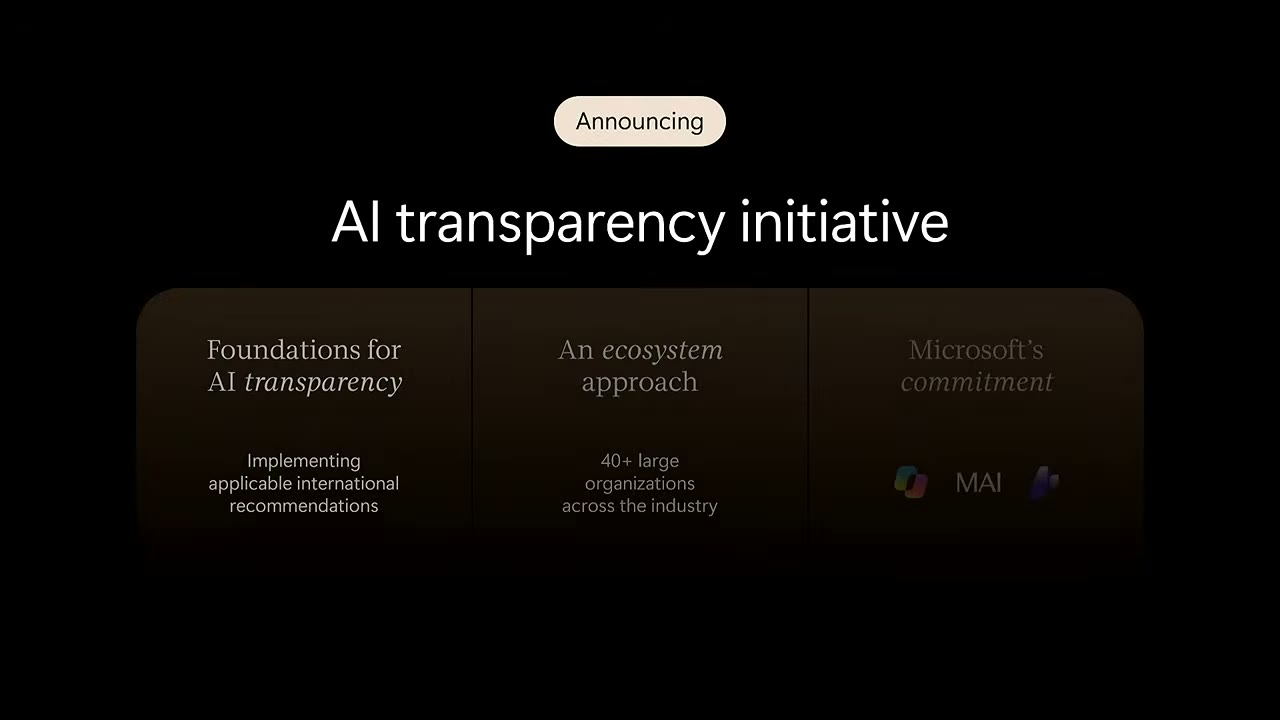 Announcing
AI transparency initiative
Foundations for
AI transparency
Implementing
applicable international
recommendations
An ecosystem
approach
40+ large
organizations
across the industry
Microsoft’s
commitment
MAI